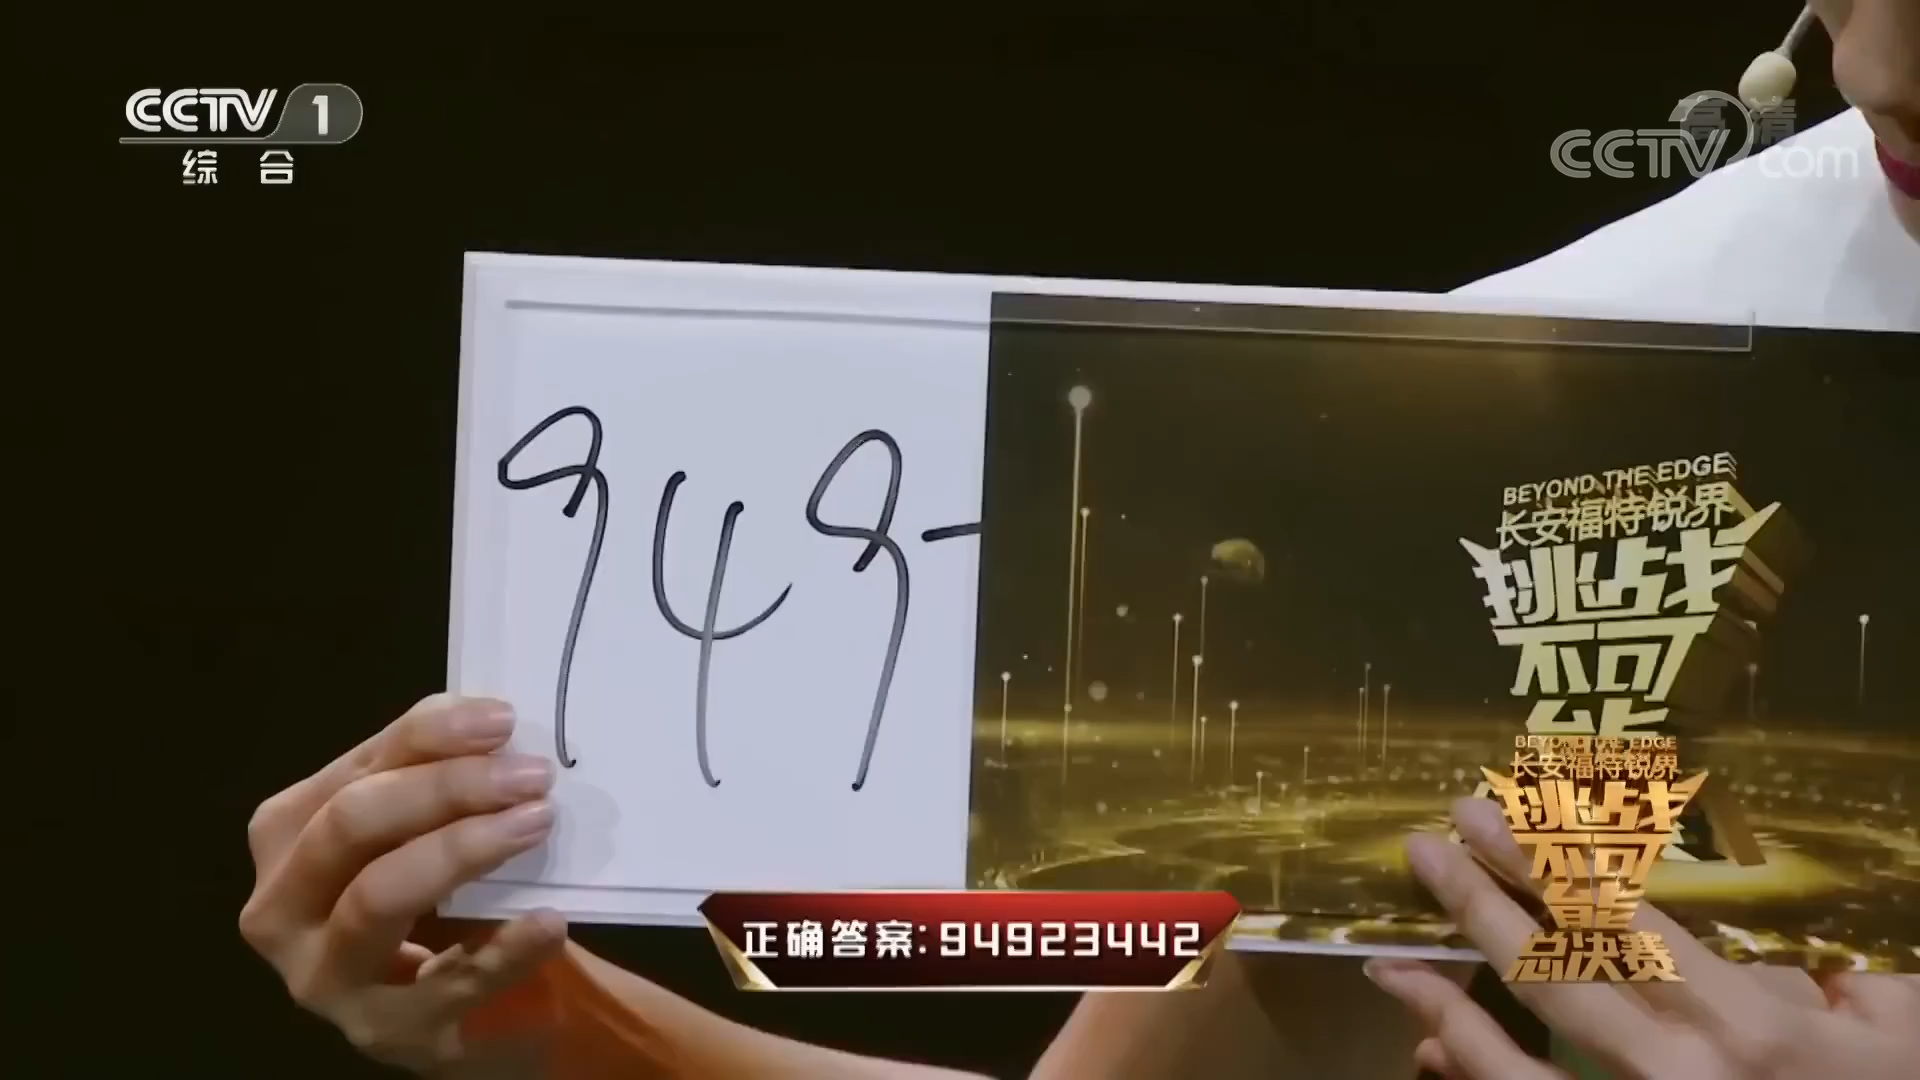 CCTV 1
综合
高清
CCTV.com
949
BEYOND THE EDGE
长安福特锐界
挑战
不可
能
BEYOND THE EDGE
长安福特锐界
挑战
不可
能
总决赛
正确答案:94923442